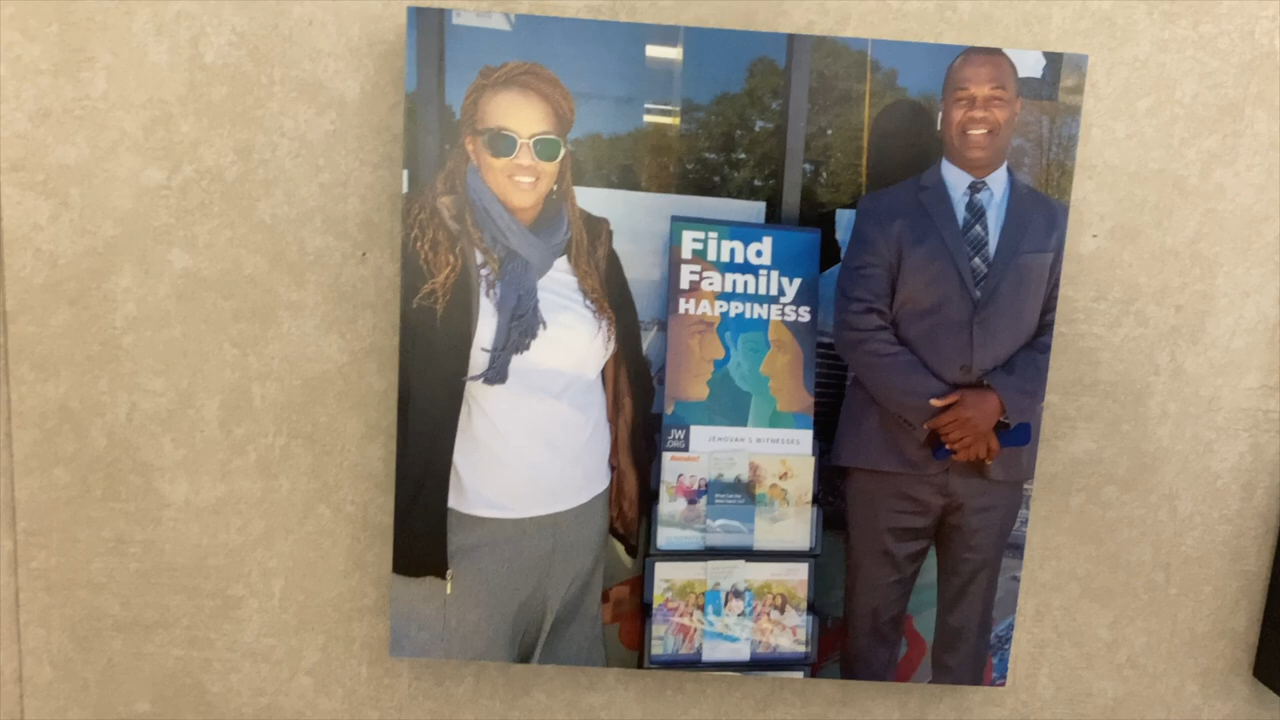 Find
Family
HAPPINESS
JW
.ORG
JEHOVAH'S WITNESSES
Awake!